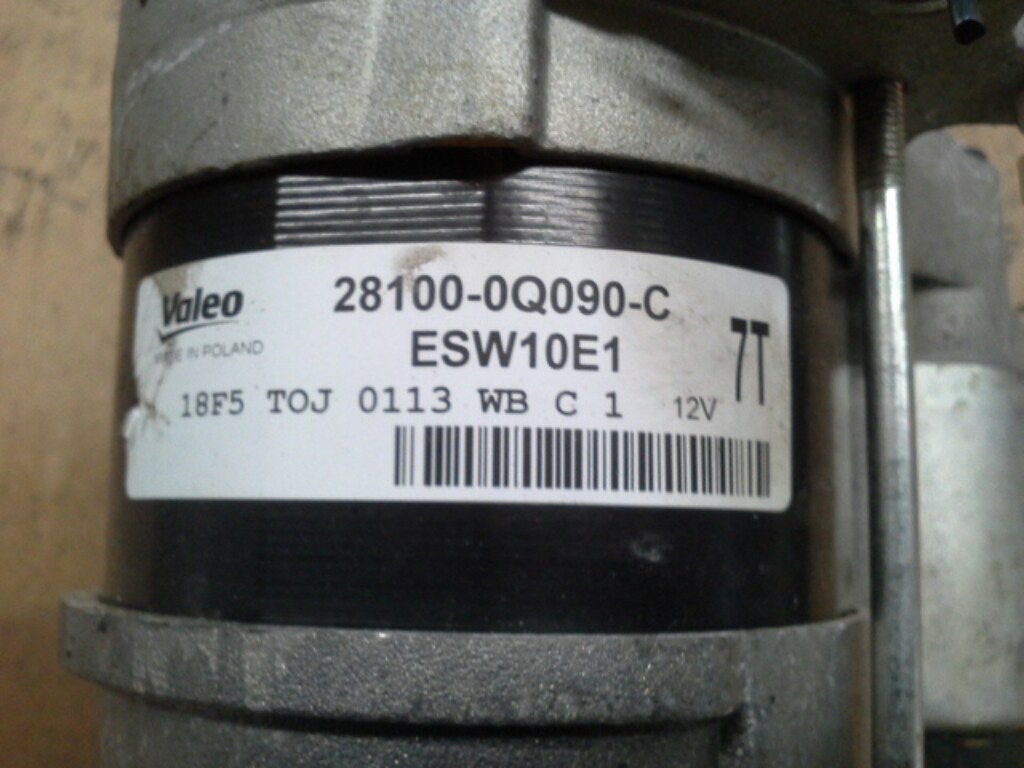 Valeo
MADE IN POLAND
28100-0Q090-C
ESW10E1
7T
18F5 TOJ 0113 WB C 1
12V